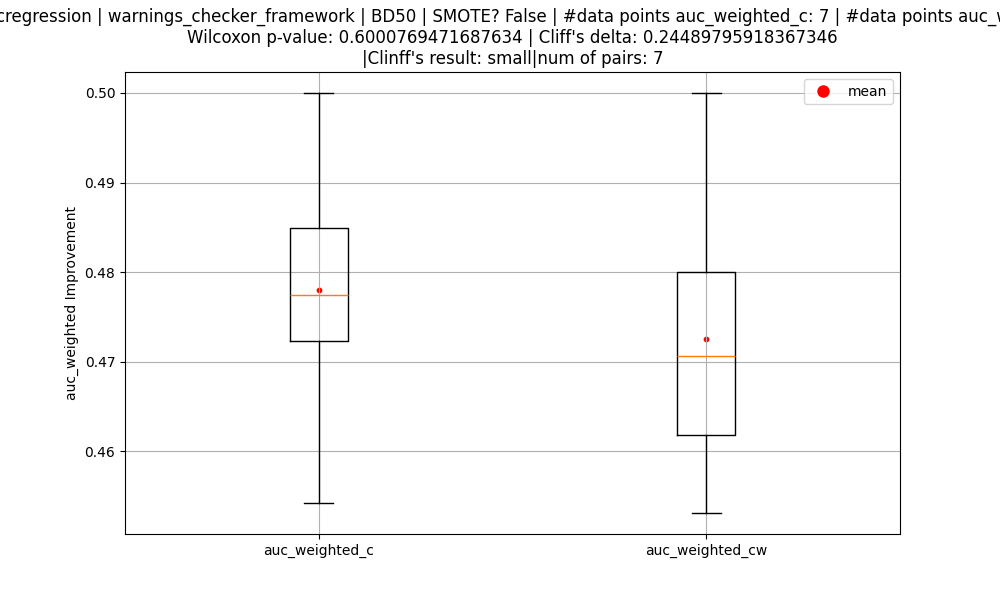 cregression | warnings_checker_framework | BD50 | SMOTE? False | #data points auc_weighted_c: 7 | #data points auc_w
Wilcoxon p-value: 0.6000769471687634 | Cliff's delta: 0.24489795918367346
|Clinff's result: small|num of pairs: 7
mean
0.50
0.49
0.48
0.47
0.46
auc_weighted Improvement
auc_weighted_c
auc_weighted_cw